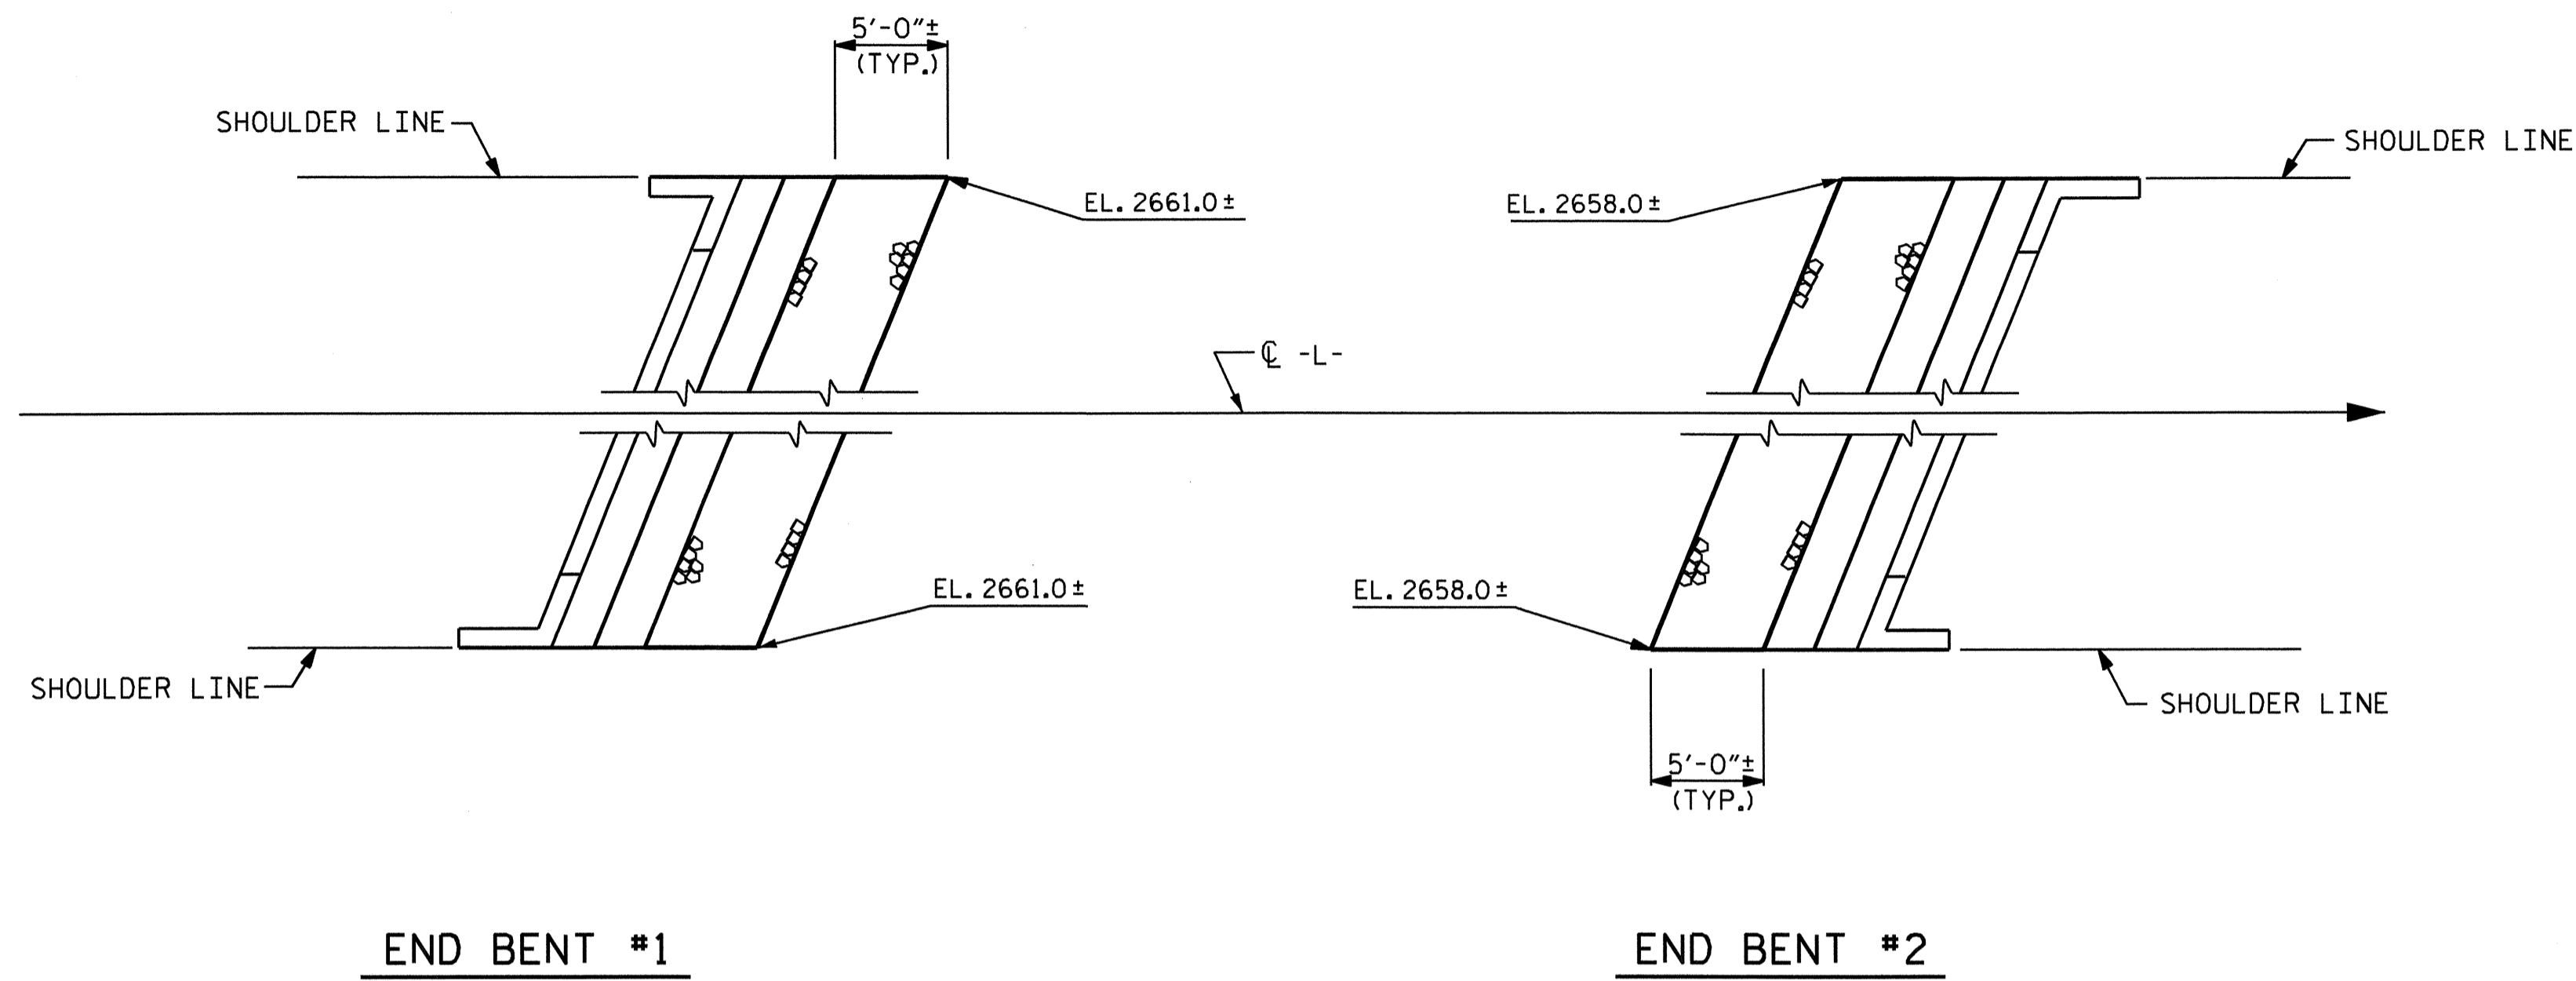 5'-0"±
(TYP.)
SHOULDER LINE
SHOULDER LINE
EL. 2661.0±
EL. 2658.0±
℄ -L-
EL. 2661.0±
EL. 2658.0±
SHOULDER LINE
SHOULDER LINE
5'-0"±
(TYP.)
END BENT #1
END BENT #2